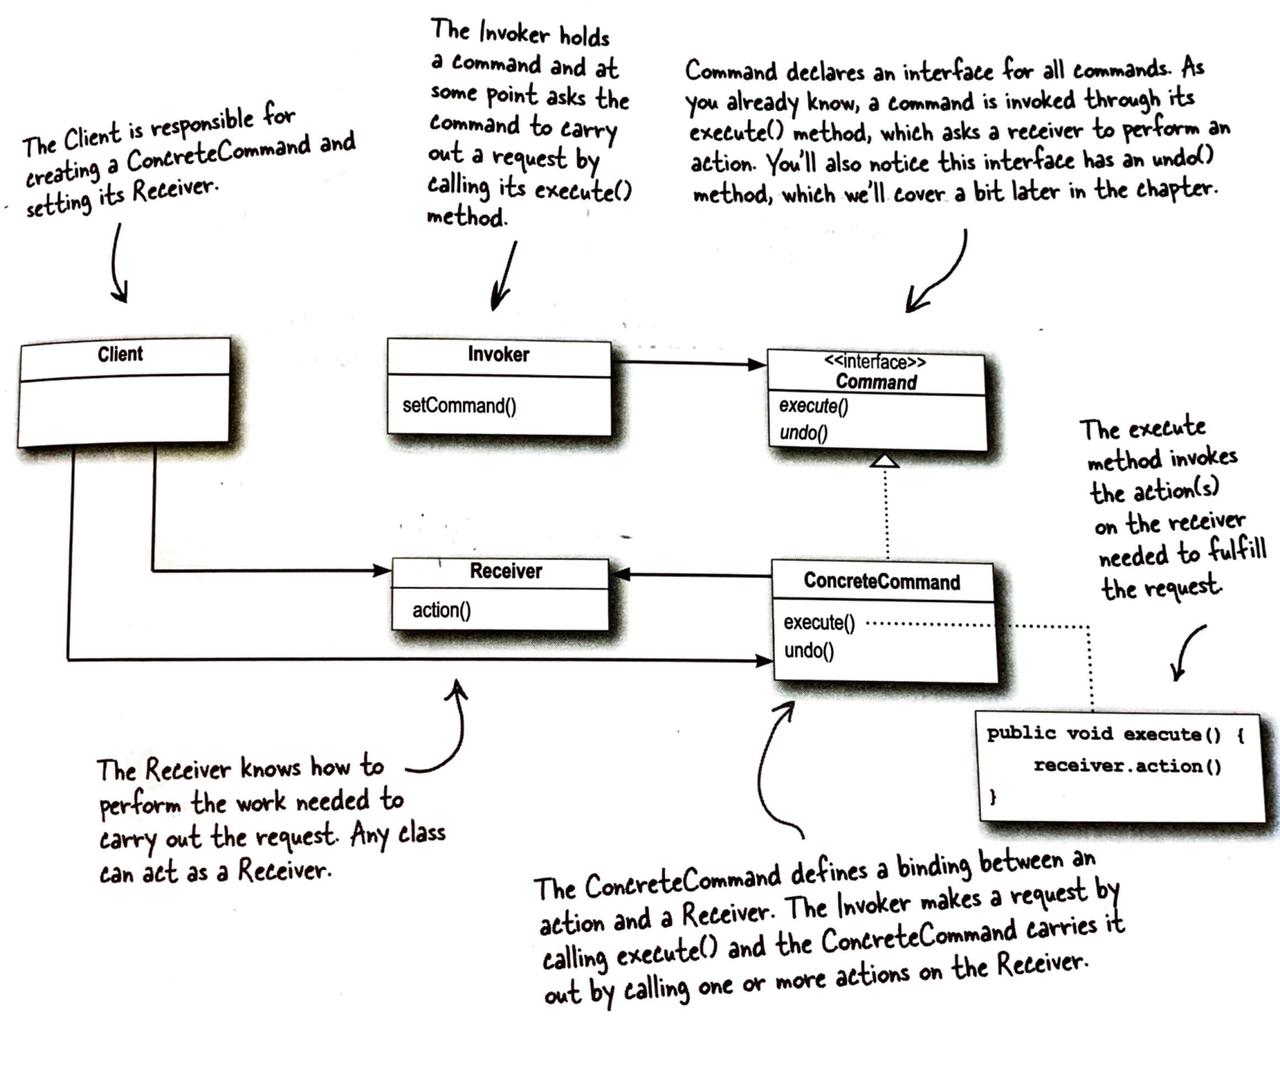 The Client is responsible for
creating a ConcreteCommand and
setting its Receiver.
The Invoker holds
a command and at
some point asks the
command to carry
out a request by
calling its execute()
method.
Command declares an interface for all commands. As
you already know, a command is invoked through its
execute() method, which asks a receiver to perform an
action. You'll also notice this interface has an undo()
method, which we'll cover a bit later in the chapter.
Client
Invoker
setCommand()
<<interface>>
Command
execute()
undo()
The execute
method invokes
the action(s)
on the receiver
needed to fulfill
the request.
Receiver
action()
ConcreteCommand
execute()
undo()
public void execute() {
receiver.action()
}
The Receiver knows how to
perform the work needed to
carry out the request. Any class
can act as a Receiver.
The ConcreteCommand defines a binding between an
action and a Receiver. The Invoker makes a request by
calling execute() and the ConcreteCommand carries it
out by calling one or more actions on the Receiver.